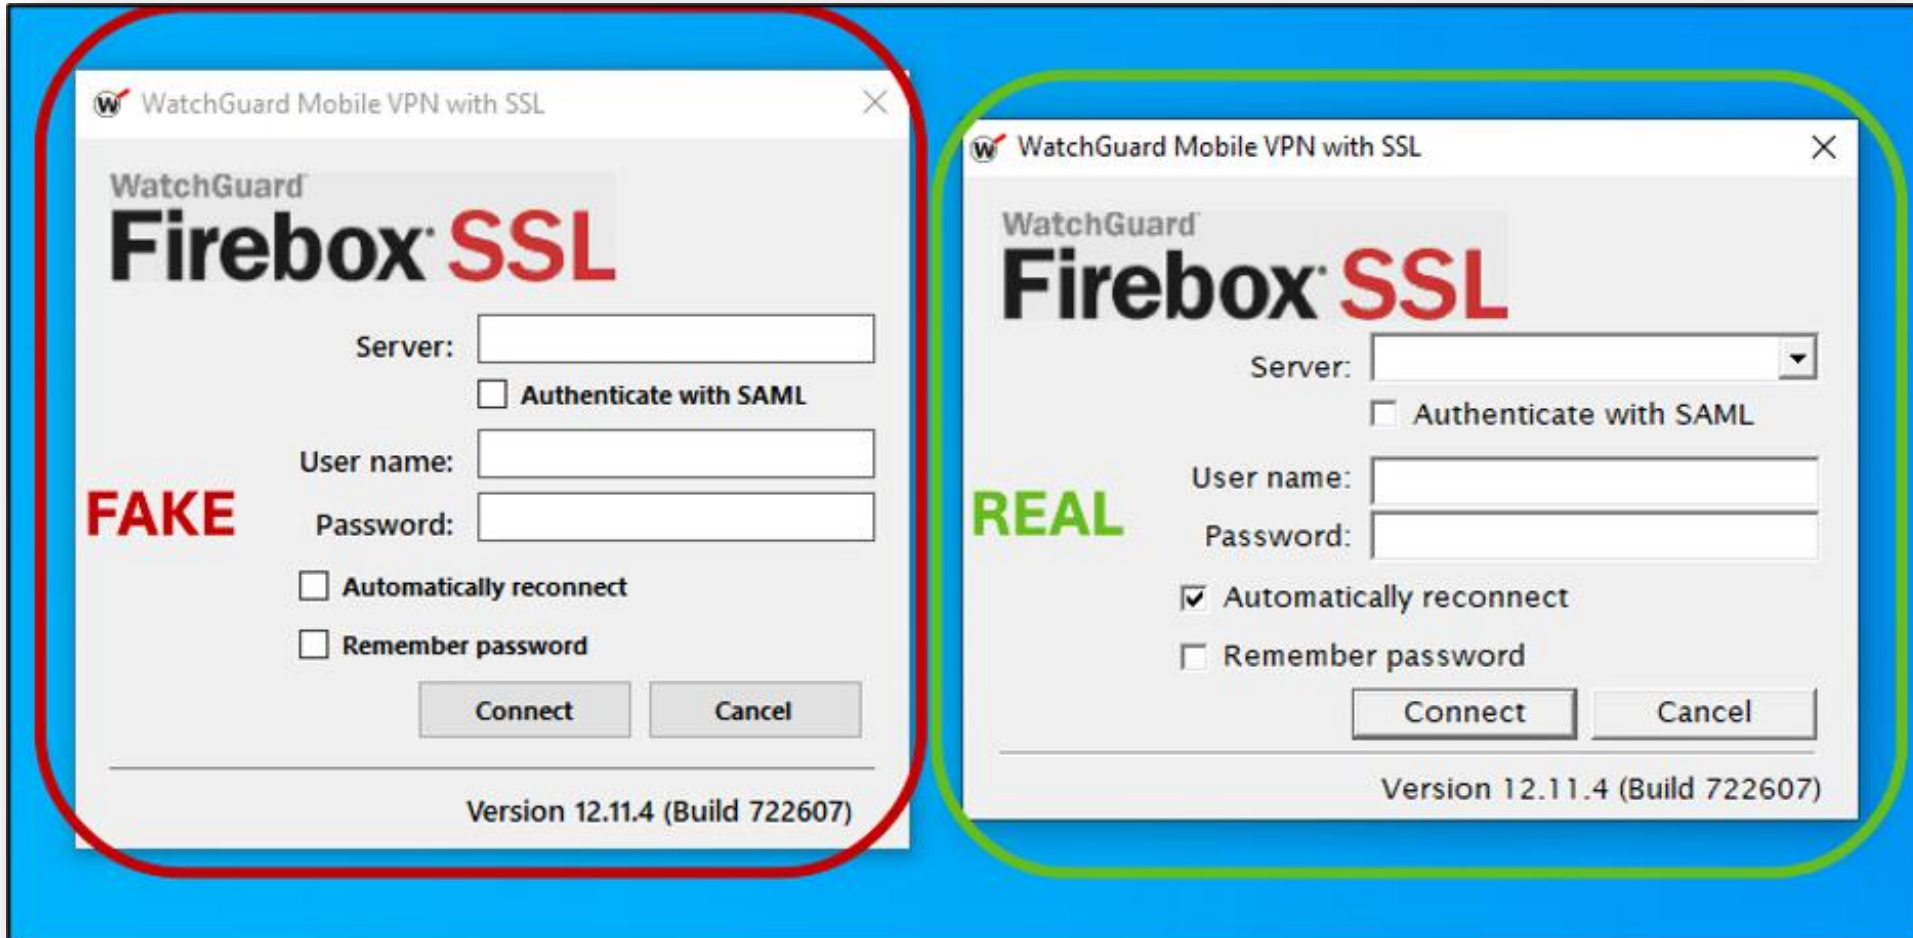 WatchGuard Mobile VPN with SSL
WatchGuard
Firebox SSL
Server:
Authenticate with SAML
User name:
FAKE
Password:
Automatically reconnect
Remember password
Connect
Cancel
Version 12.11.4 (Build 722607)
WatchGuard Mobile VPN with SSL
WatchGuard
Firebox SSL
Server:
Authenticate with SAML
User name:
REAL
Password:
Automatically reconnect
Remember password
Connect
Cancel
Version 12.11.4 (Build 722607)